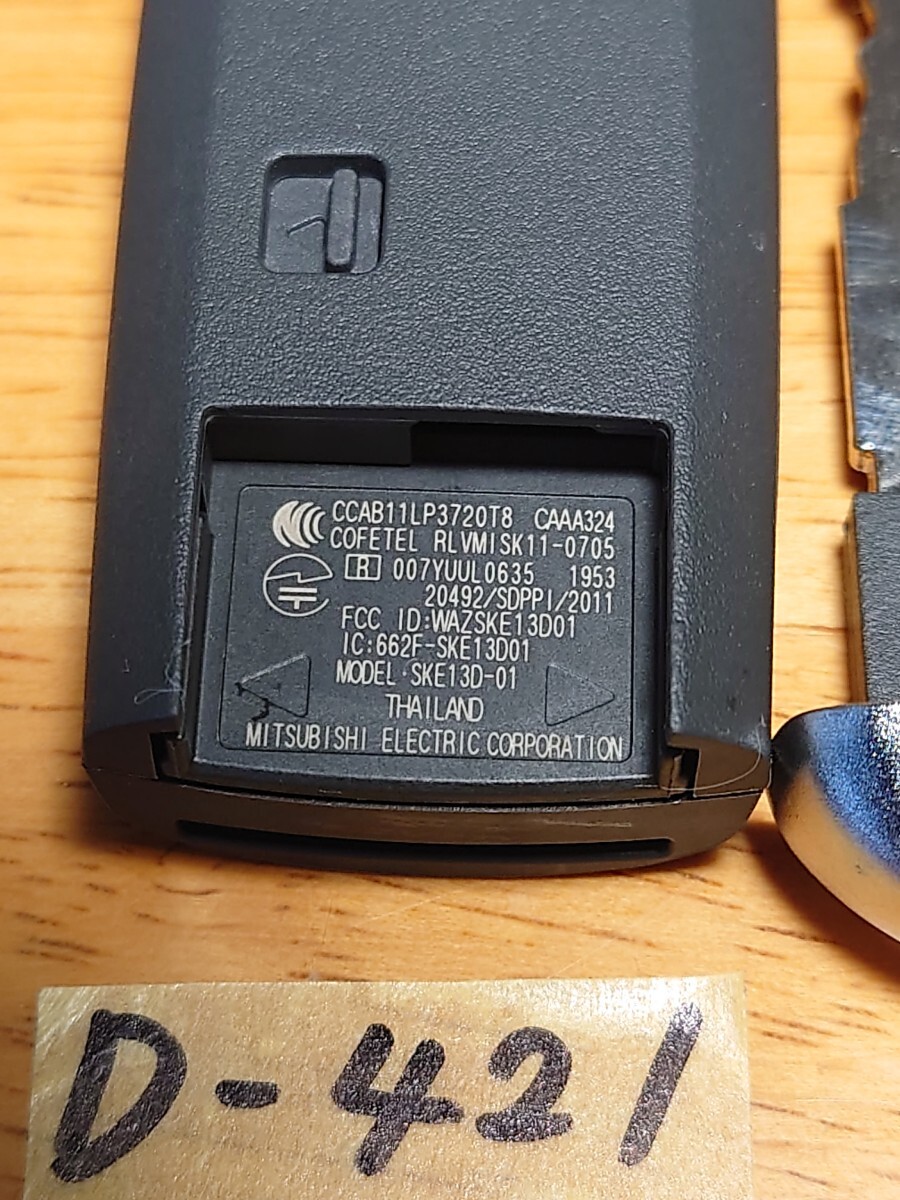 CCAB11LP3720T8 CAAA324
COFETEL RLVMISK11-0705
R 007YUUL0635 1953
20492/SDPPI/2011
FCC ID:WAZSKE13D01
IC:662F-SKE13D01
MODEL:SKE13D-01
THAILAND
MITSUBISHI ELECTRIC CORPORATION
D-421